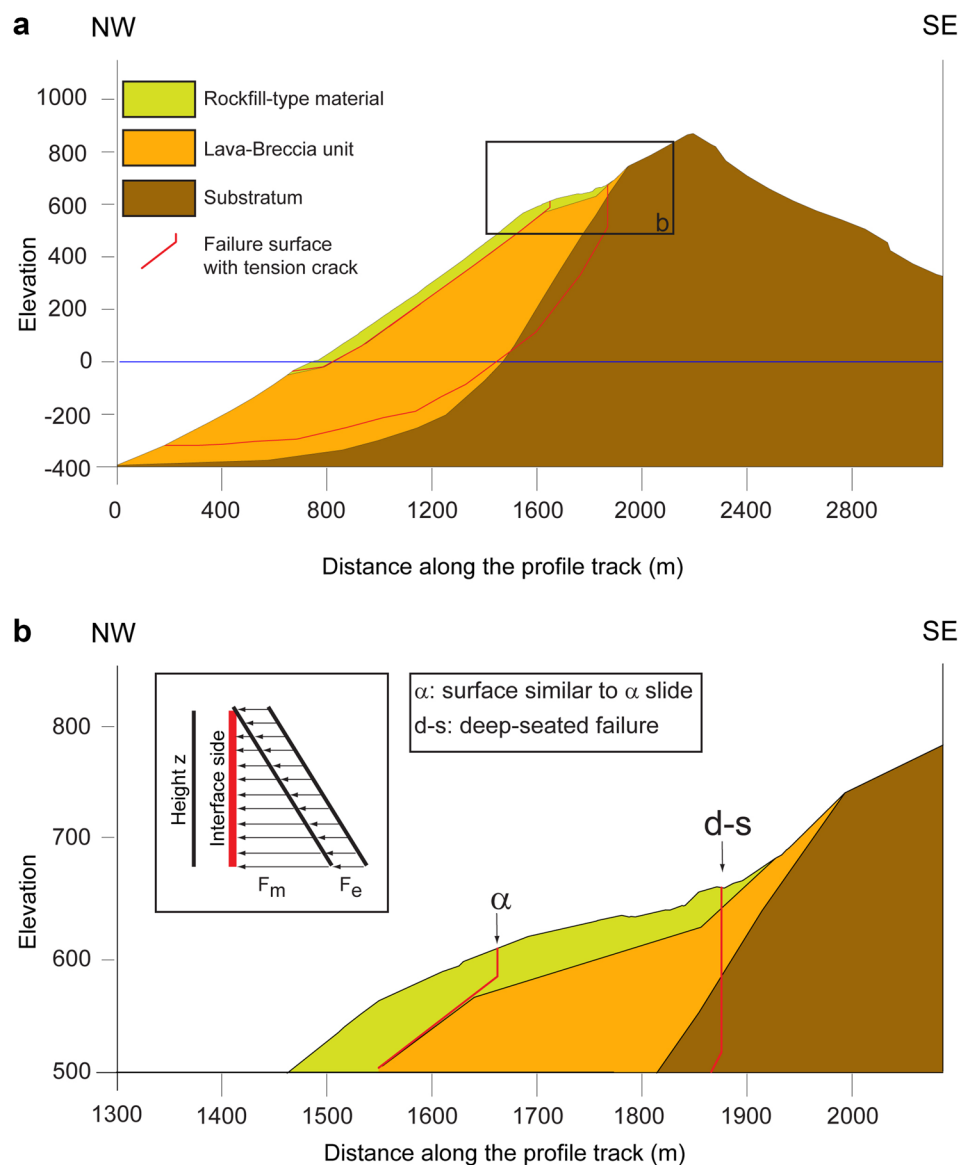 a
NW
SE
Rockfill-type material
Lava-Breccia unit
Substratum
Failure surface
with tension crack
b
Elevation
1000
800
600
400
200
0
-200
-400
0
400
800
1200
1600
2000
2400
2800
Distance along the profile track (m)
b
NW
SE
Height z
Interface side
Fm
Fe
α: surface similar to α slide
d-s: deep-seated failure
α
d-s
Elevation
800
700
600
500
1300
1400
1500
1600
1700
1800
1900
2000
Distance along the profile track (m)